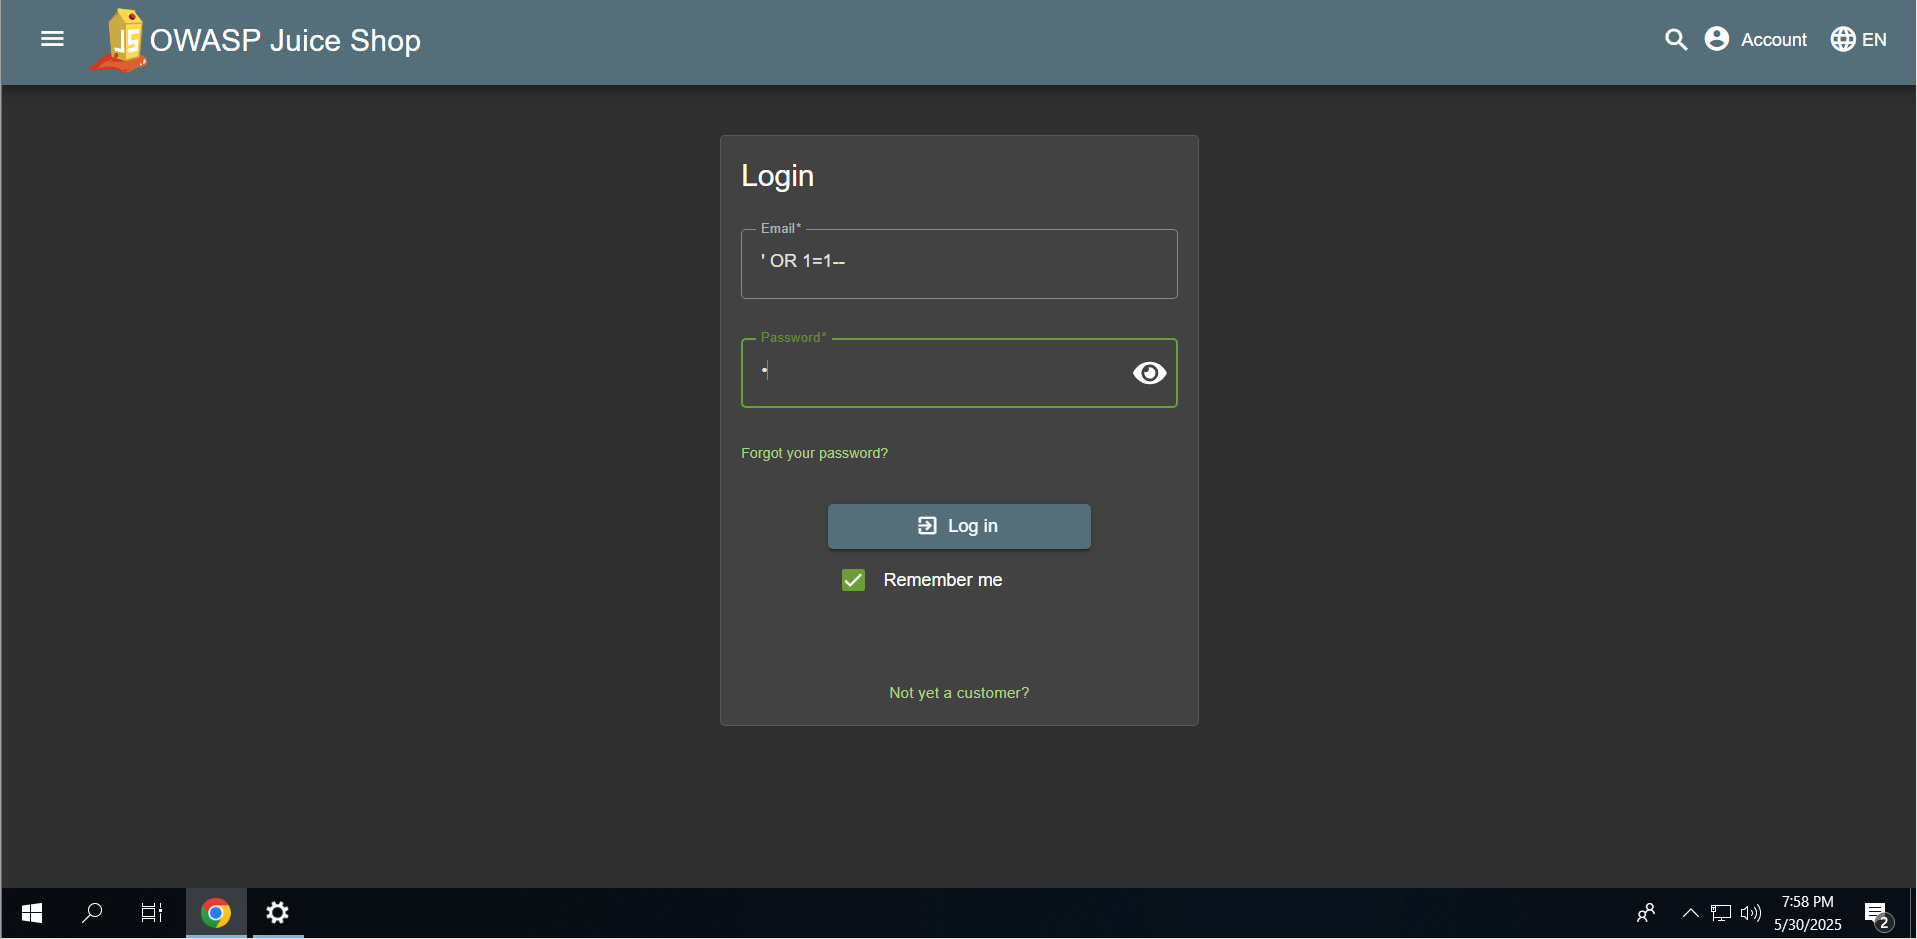 JS
OWASP Juice Shop
Account
EN
Login
Email*
' OR 1=1--
Password*
•
Forgot your password?
Log in
Remember me
Not yet a customer?
7:58 PM
5/30/2025
2